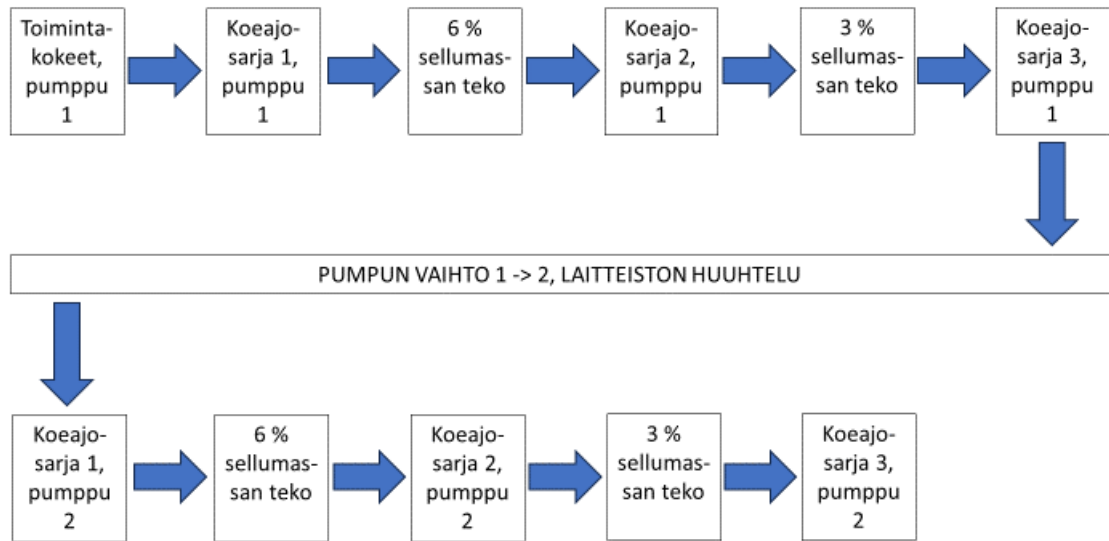 Toiminta-
kokeet,
pumppu
1
Koeajo-
sarja 1,
pumppu
1
6 %
sellumas-
san teko
Koeajo-
sarja 2,
pumppu
1
3 %
sellumas-
san teko
Koeajo-
sarja 3,
pumppu
1
PUMPUN VAIHTO 1 -> 2, LAITTEISTON HUUHTELU
Koeajo-
sarja 1,
pumppu
2
6 %
sellumas-
san teko
Koeajo-
sarja 2,
pumppu
2
3 %
sellumas-
san teko
Koeajo-
sarja 3,
pumppu
2